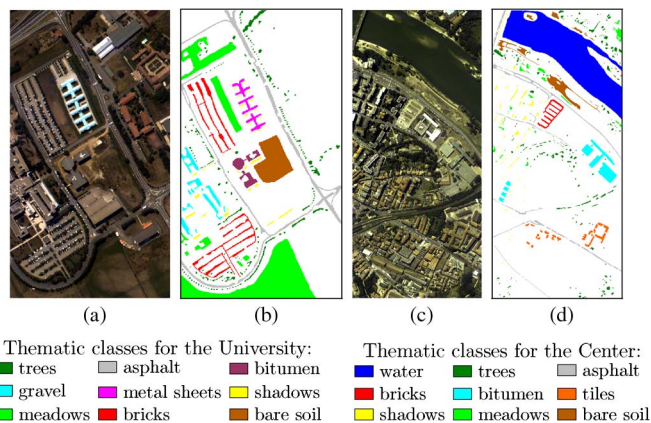 (a) (b) (c) (d)
Thematic classes for the University:
trees asphalt bitumen
gravel metal sheets shadows
meadows bricks bare soil
Thematic classes for the Center:
water trees asphalt
bricks bitumen tiles
shadows meadows bare soil